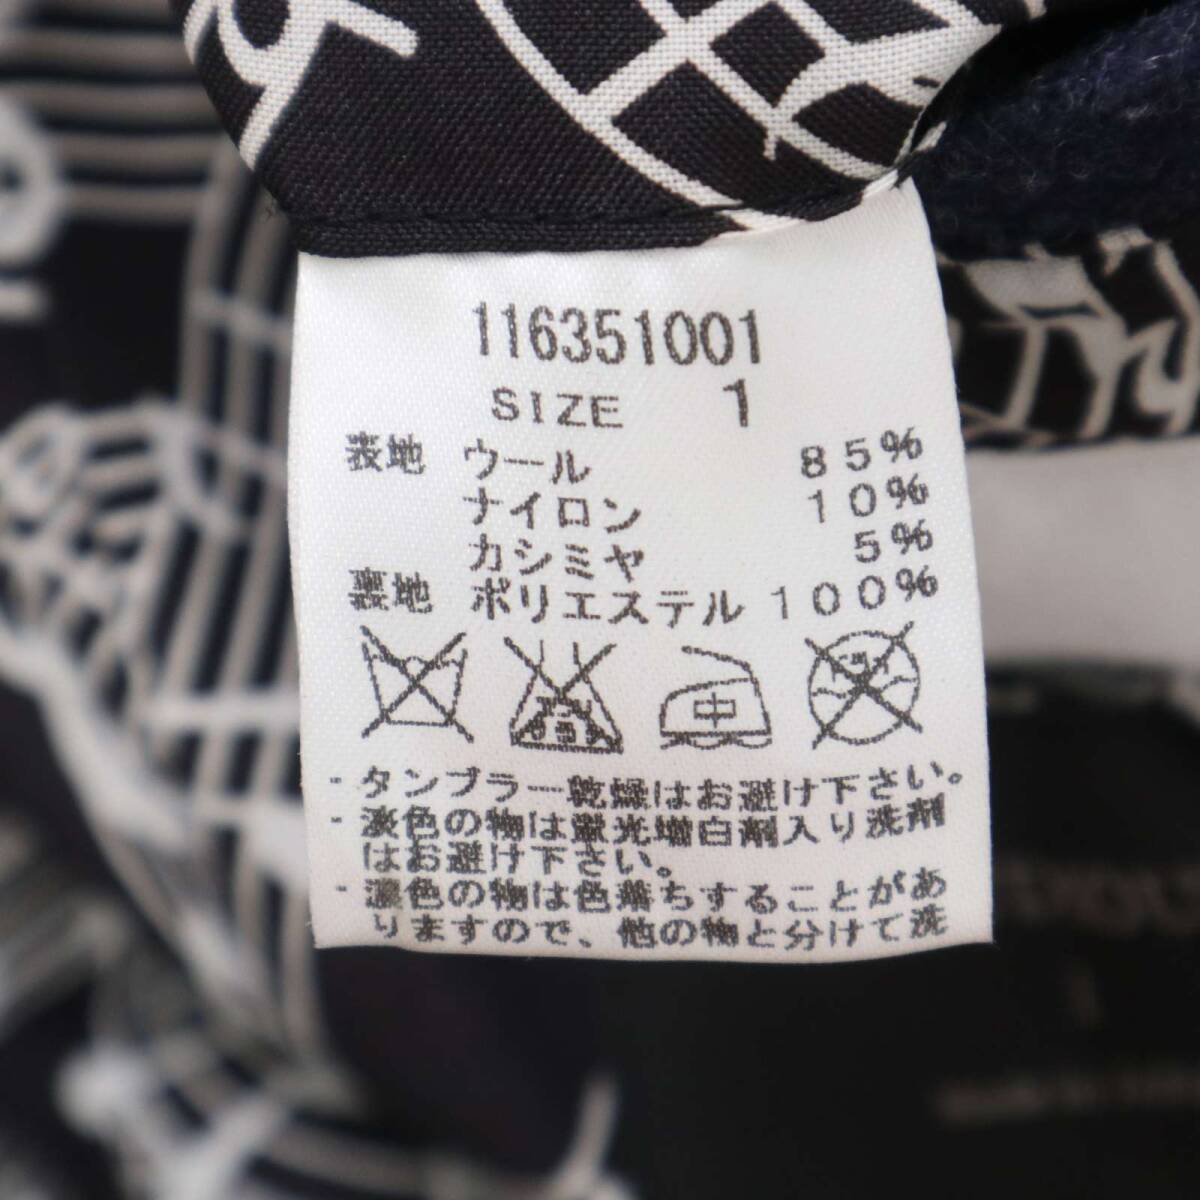 116351001
SIZE 1
表地 ウール 85%
ナイロン 10%
カシミヤ 5%
裏地 ポリエステル 100%
中
・タンブラー乾燥はお避け下さい。
・淡色の物は蛍光増白剤入り洗剤
はお避け下さい。
・濃色の物は色落ちすることがあ
りますので、他の物と分けて洗